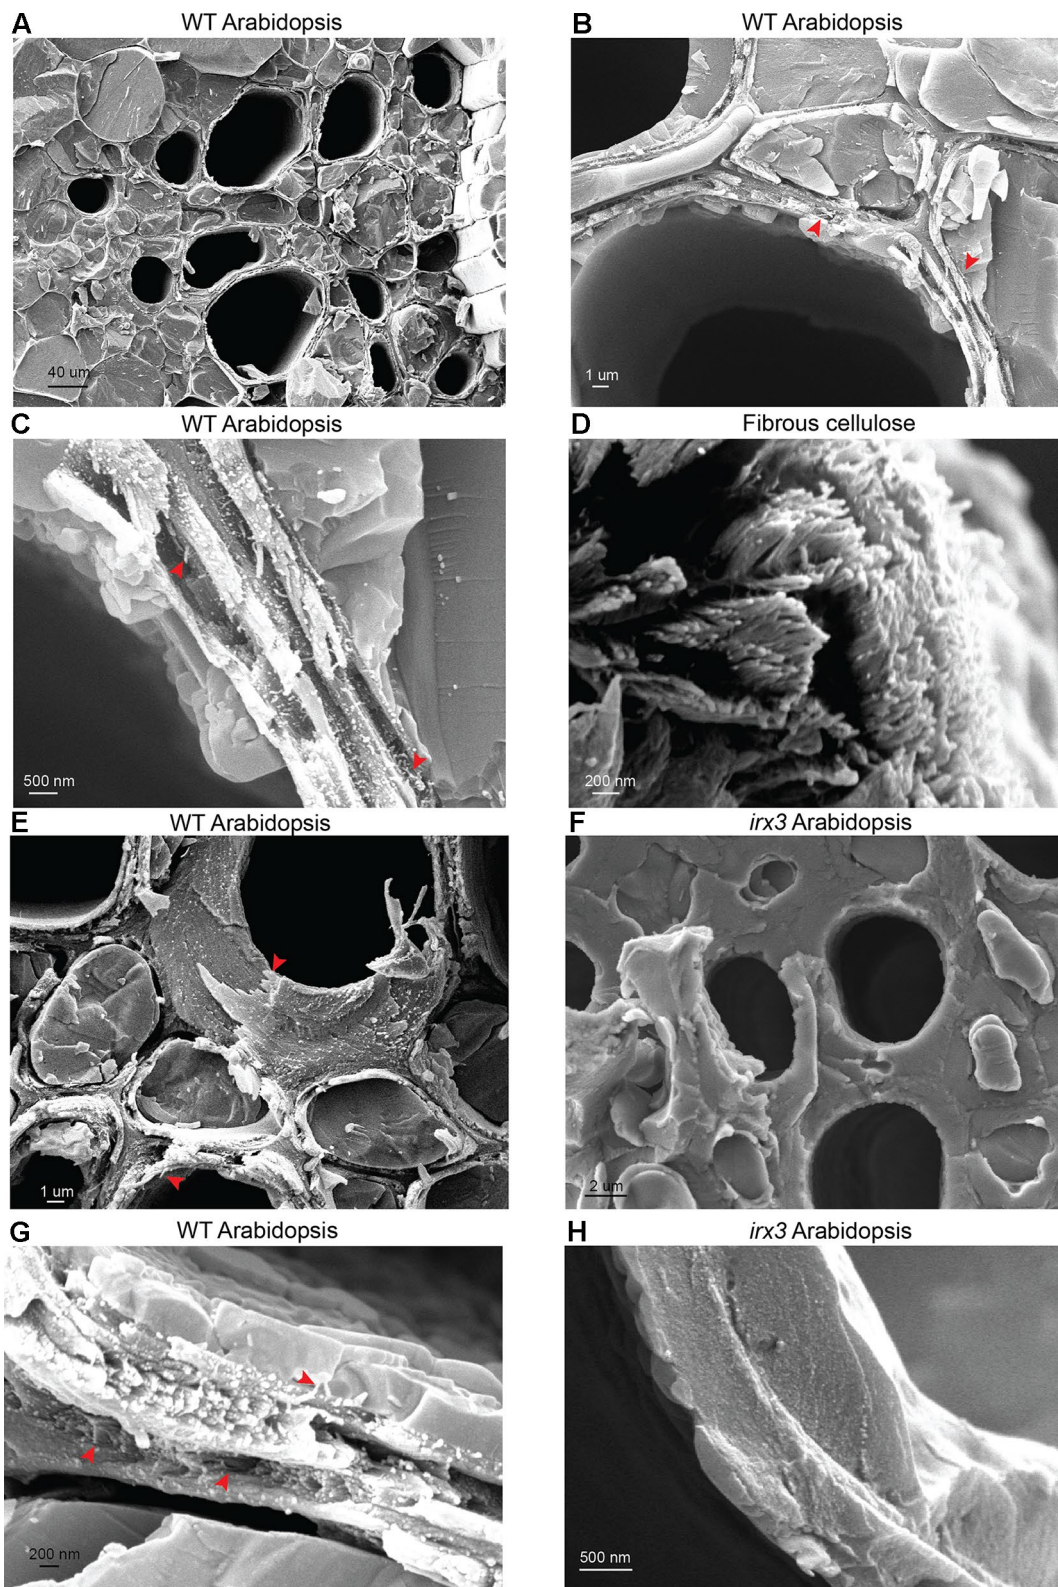 A WT Arabidopsis
B WT Arabidopsis
40 um
1 um
C WT Arabidopsis
D Fibrous cellulose
500 nm
200 nm
E WT Arabidopsis
F irx3 Arabidopsis
1 um
2 um
G WT Arabidopsis
H irx3 Arabidopsis
200 nm
500 nm